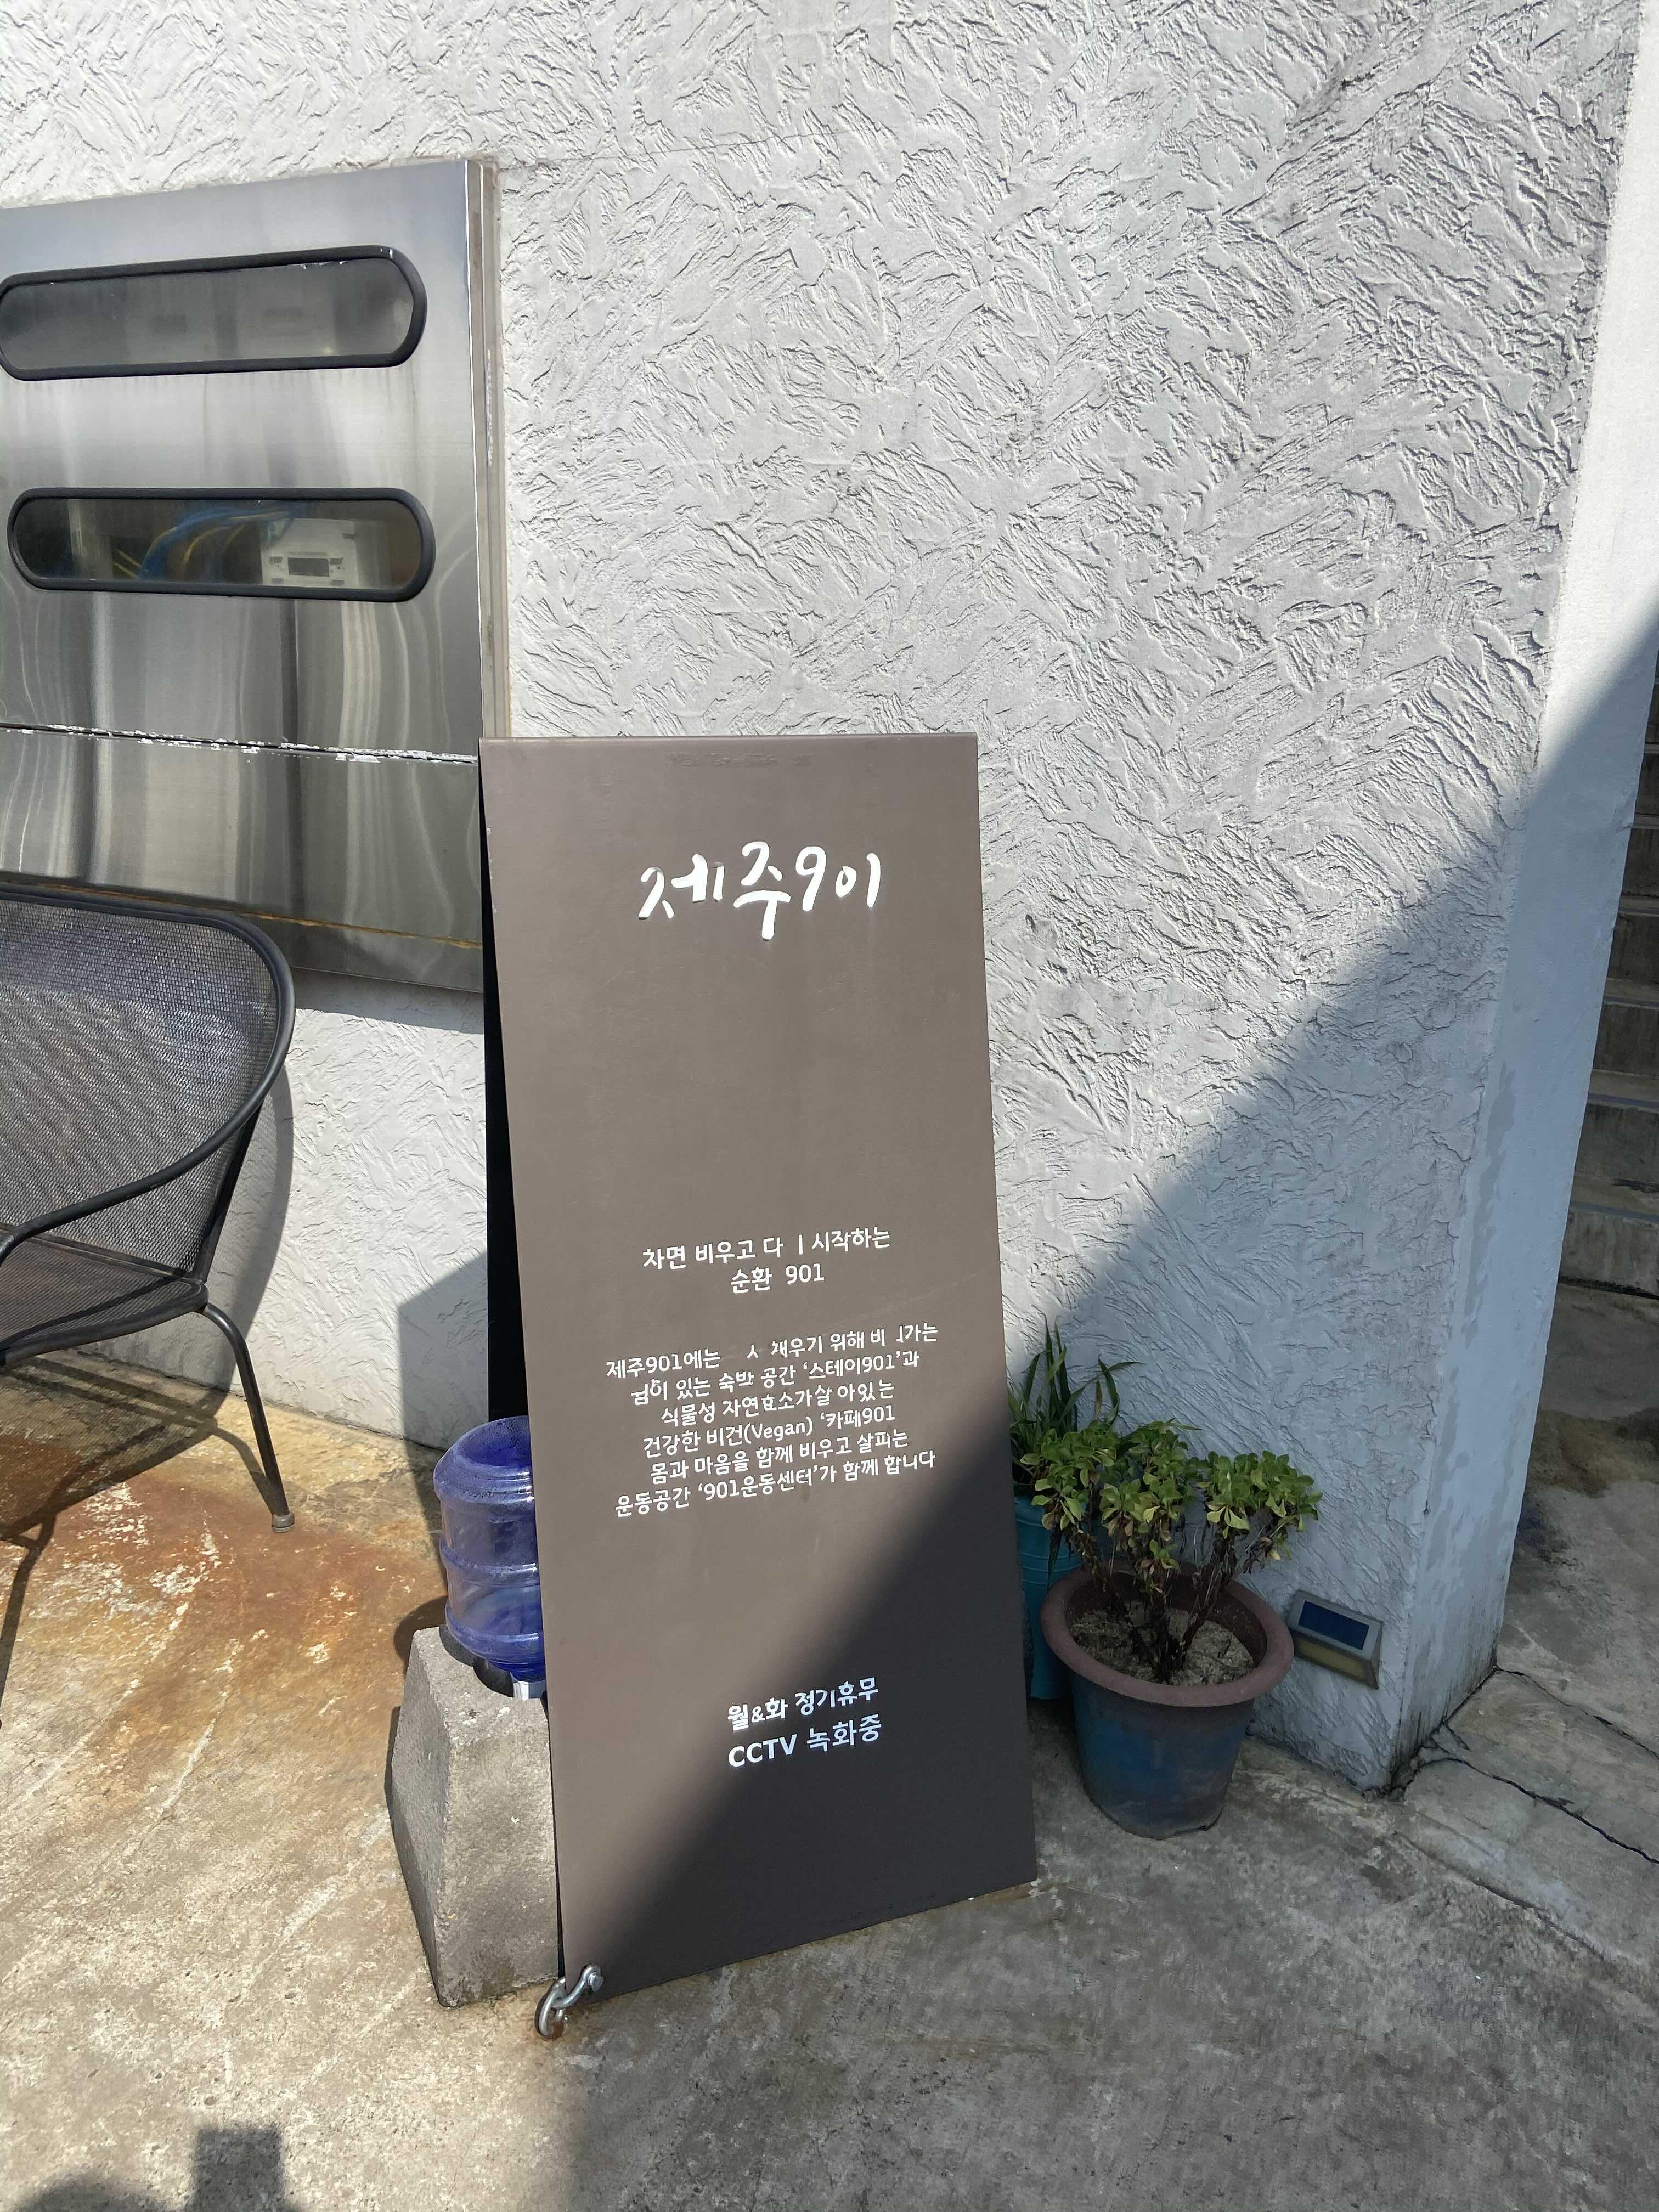 제주901
차면 비우고 시작하는
순환 901
제주901에는 채우기 위해
있는 숙박 공간 ‘스테이901’과
식물성 자연효소가살 아있는
건강한 비건(Vegan) ‘카페901
몸과 마음을 함께 비우고 살피는
운동공간 ‘901운동센터’가 함께 합니다
월&화 정기휴무
CCTV 녹화중